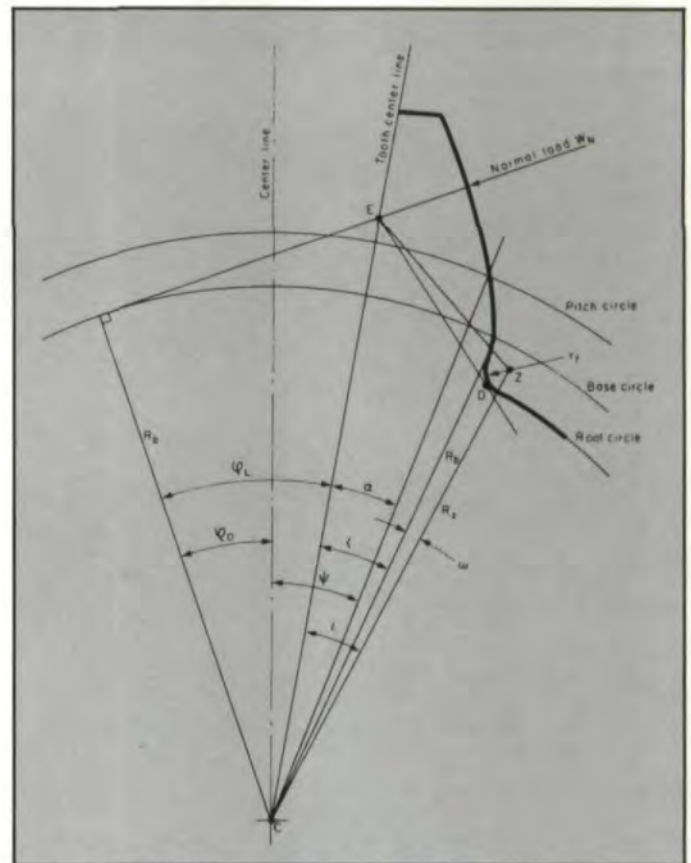 Center line
Tooth center line
Normal load W_N
E
Pitch circle
r_f
Z
Base circle
D
Root circle
R_b
R_b
R_z
φ_L
α
φ_D
ω
ψ
C